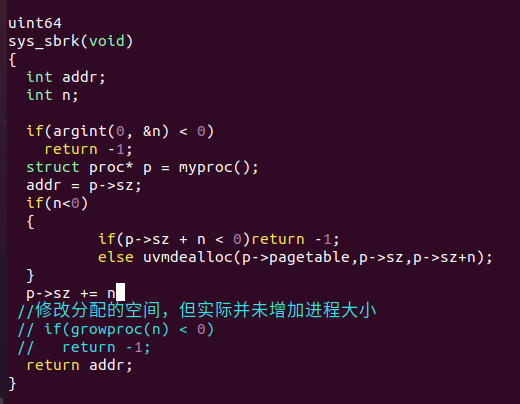 uint64
sys_sbrk(void)
{
  int addr;
  int n;

  if(argint(0, &n) < 0)
    return -1;
  struct proc* p = myproc();
  addr = p->sz;
  if(n<0)
  {
          if(p->sz + n < 0)return -1;
          else uvmdealloc(p->pagetable,p->sz,p->sz+n);
  }
  p->sz += n
 //修改分配的空间，但实际并未增加进程大小
 // if(growproc(n) < 0)
 //   return -1;
  return addr;
}